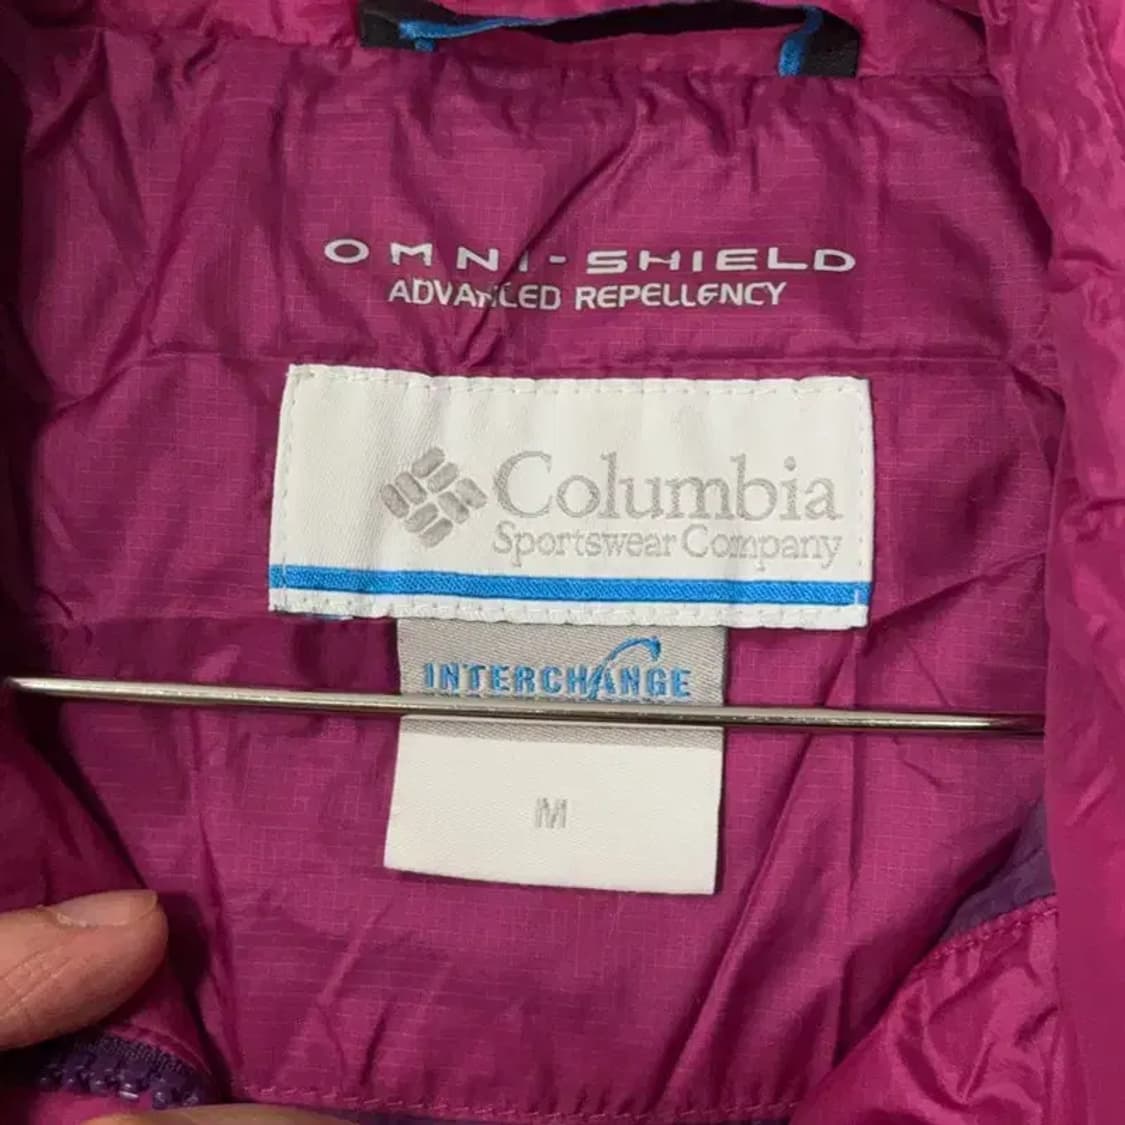 OMNI-SHIELD
ADVANCED REPELLENCY
Columbia
Sportswear Company
INTERCHANGE
M